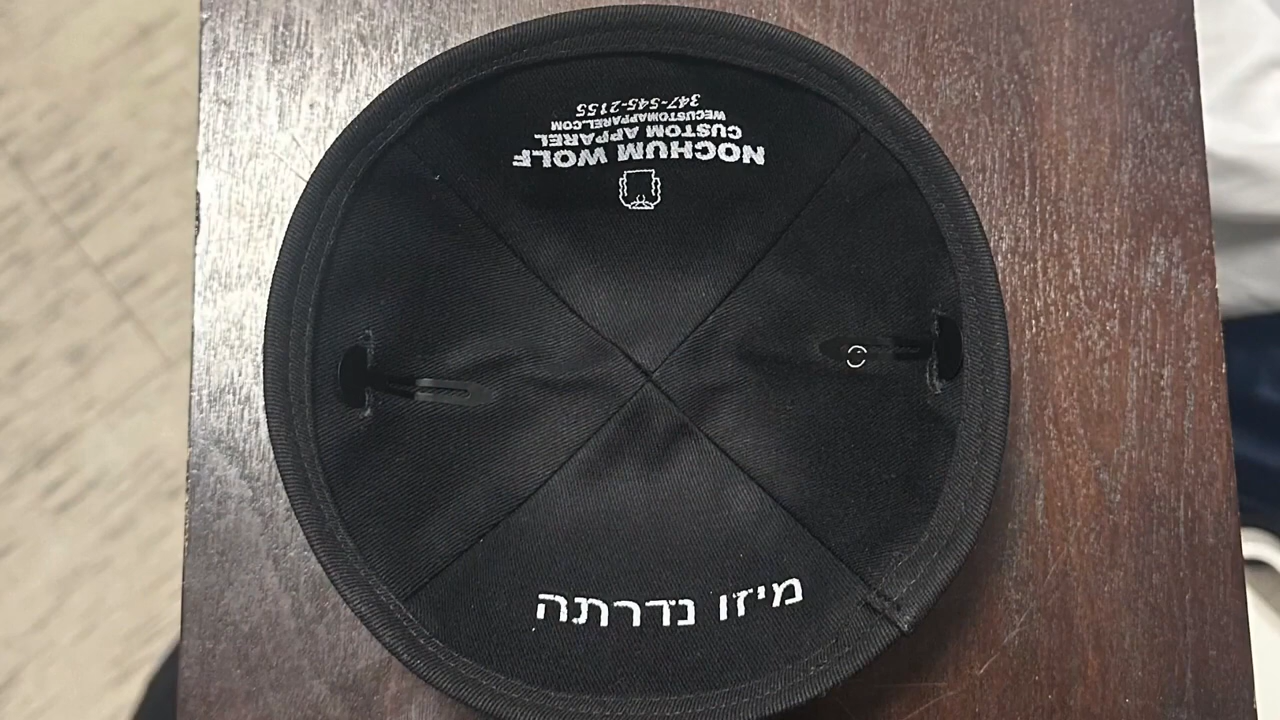 347-545-2155
WECUSTOMAPPAREL.COM
CUSTOM APPAREL
NOCHUM WOLF
מיזו נדרתה